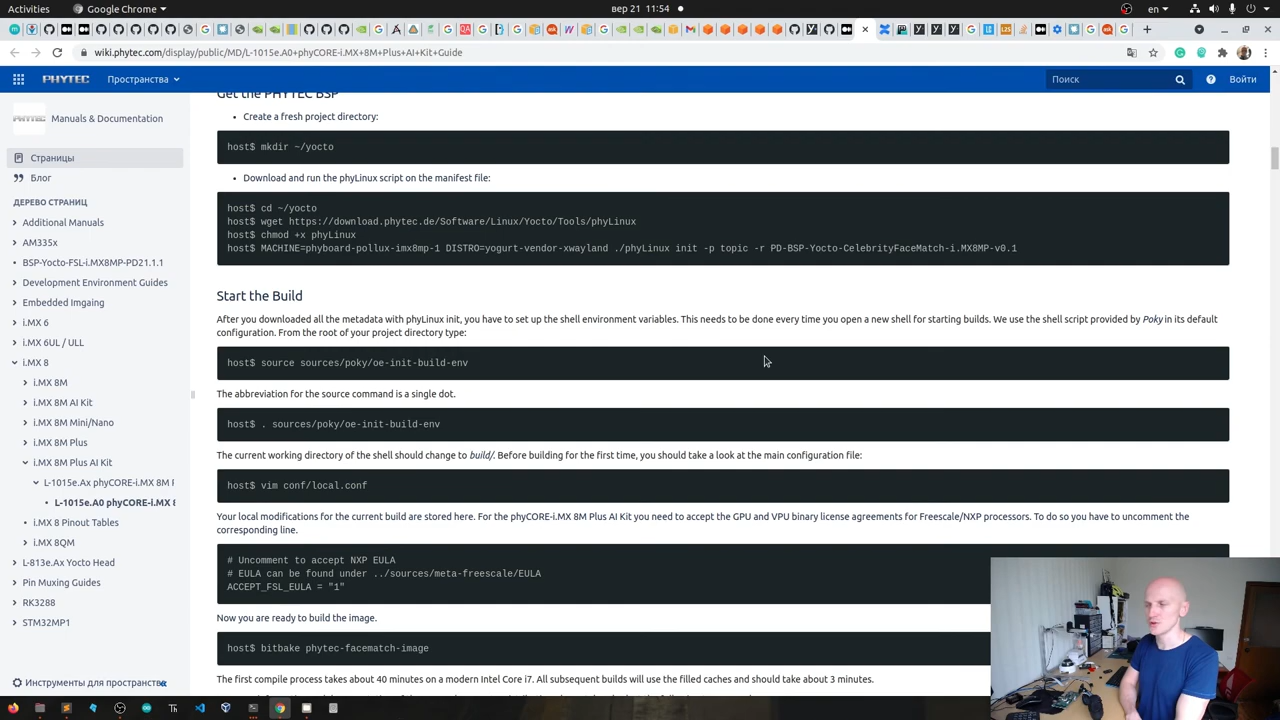 Activities
Google Chrome
Вер 21 11:54
en
wiki.phytec.com/display/public/MD/L-1015e.A0+phyCORE-i.MX+8M+Plus+AI+Kit+Guide
PHYTEC
Пространства
Поиск
Войти
PHYTEC
Manuals & Documentation
Страницы
Блог
ДЕРЕВО СТРАНИЦ
Additional Manuals
AM335x
BSP-Yocto-FSL-i.MX8MP-PD21.1.1
Development Environment Guides
Embedded Imgaing
i.MX 6
i.MX 6UL / ULL
i.MX 8
i.MX 8M
i.MX 8M AI Kit
i.MX 8M Mini/Nano
i.MX 8M Plus
i.MX 8M Plus AI Kit
L-1015e.Ax phyCORE-i.MX 8M F
L-1015e.A0 phyCORE-i.MX 8
i.MX 8 Pinout Tables
i.MX 8QM
L-813e.Ax Yocto Head
Pin Muxing Guides
RK3288
STM32MP1
Инструменты для пространства
Get the PHYTEC BSP
Create a fresh project directory:
host$ mkdir ~/yocto
Download and run the phyLinux script on the manifest file:
host$ cd ~/yocto
host$ wget https://download.phytec.de/Software/Linux/Yocto/Tools/phyLinux
host$ chmod +x phyLinux
host$ MACHINE=phyboard-pollux-imx8mp-1 DISTRO=yogurt-vendor-xwayland ./phyLinux init -p topic -r PD-BSP-Yocto-CelebrityFaceMatch-i.MX8MP-v0.1
Start the Build
After you downloaded all the metadata with phyLinux init, you have to set up the shell environment variables. This needs to be done every time you open a new shell for starting builds. We use the shell script provided by Poky in its default
configuration. From the root of your project directory type:
host$ source sources/poky/oe-init-build-env
The abbreviation for the source command is a single dot.
host$ . sources/poky/oe-init-build-env
The current working directory of the shell should change to build/. Before building for the first time, you should take a look at the main configuration file:
host$ vim conf/local.conf
Your local modifications for the current build are stored here. For the phyCORE-i.MX 8M Plus AI Kit you need to accept the GPU and VPU binary license agreements for Freescale/NXP processors. To do so you have to uncomment the
corresponding line.
# Uncomment to accept NXP EULA
# EULA can be found under ../sources/meta-freescale/EULA
ACCEPT_FSL_EULA = "1"
Now you are ready to build the image.
host$ bitbake phytec-facematch-image
The first compile process takes about 40 minutes on a modern Intel Core i7. All subsequent builds will use the filled caches and should take about 3 minutes.